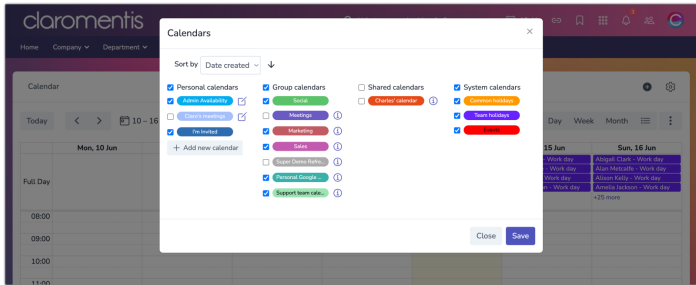 claromentis
Home Company Department
Calendars
×
Sort by Date created
Personal calendars
Admin Availability
Clare's meetings
I'm Invited
+ Add new calendar
Group calendars
Social
Meetings
Marketing
Sales
Super Demo Refre...
Personal Google ...
Support team cale...
Shared calendars
Charles' calendar
System calendars
Common holidays
Team holidays
Events
Close Save
Calendar
Today < > 10 – 16
Day Week Month
Mon, 10 Jun
15 Jun
Sun, 16 Jun
Full Day
- Work day
- Work day
Work day
n - Work day
Abigail Clark - Work day
Alan Metcalfe - Work day
Alison Kelly - Work day
Amelia Jackson - Work day
+25 more
08:00
09:00
10:00
11:00